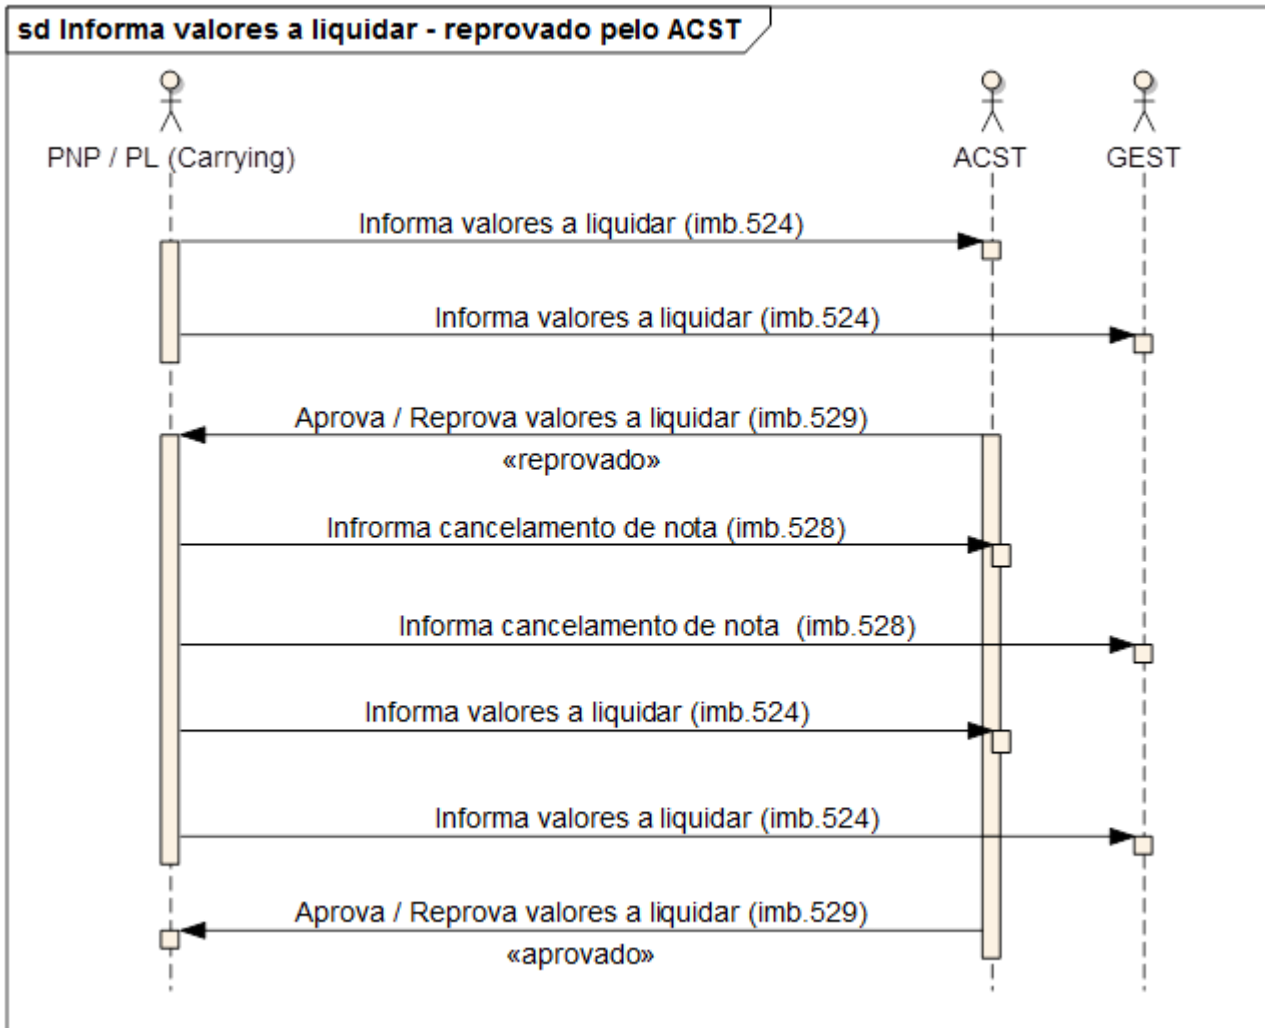 sd Informa valores a liquidar - reprovado pelo ACST
PNP / PL (Carrying)
ACST
GEST
Informa valores a liquidar (imb.524)
Informa valores a liquidar (imb.524)
Aprova / Reprova valores a liquidar (imb.529)
«reprovado»
Infrorma cancelamento de nota (imb.528)
Informa cancelamento de nota (imb.528)
Informa valores a liquidar (imb.524)
Informa valores a liquidar (imb.524)
Aprova / Reprova valores a liquidar (imb.529)
«aprovado»